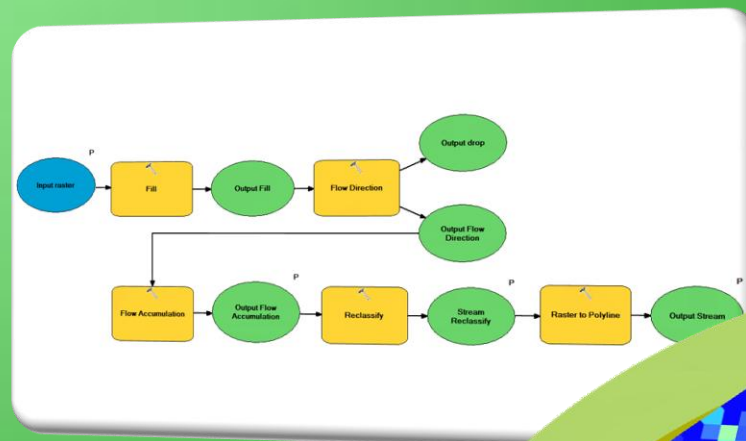 Output drop
P
Input raster
Fill
Output Fill
Flow Direction
Output Flow
Direction
P
P
P
Flow Accumulation
Output Flow
Accumulation
Reclassify
Stream
Reclassify
Raster to Polyline
Output Stream